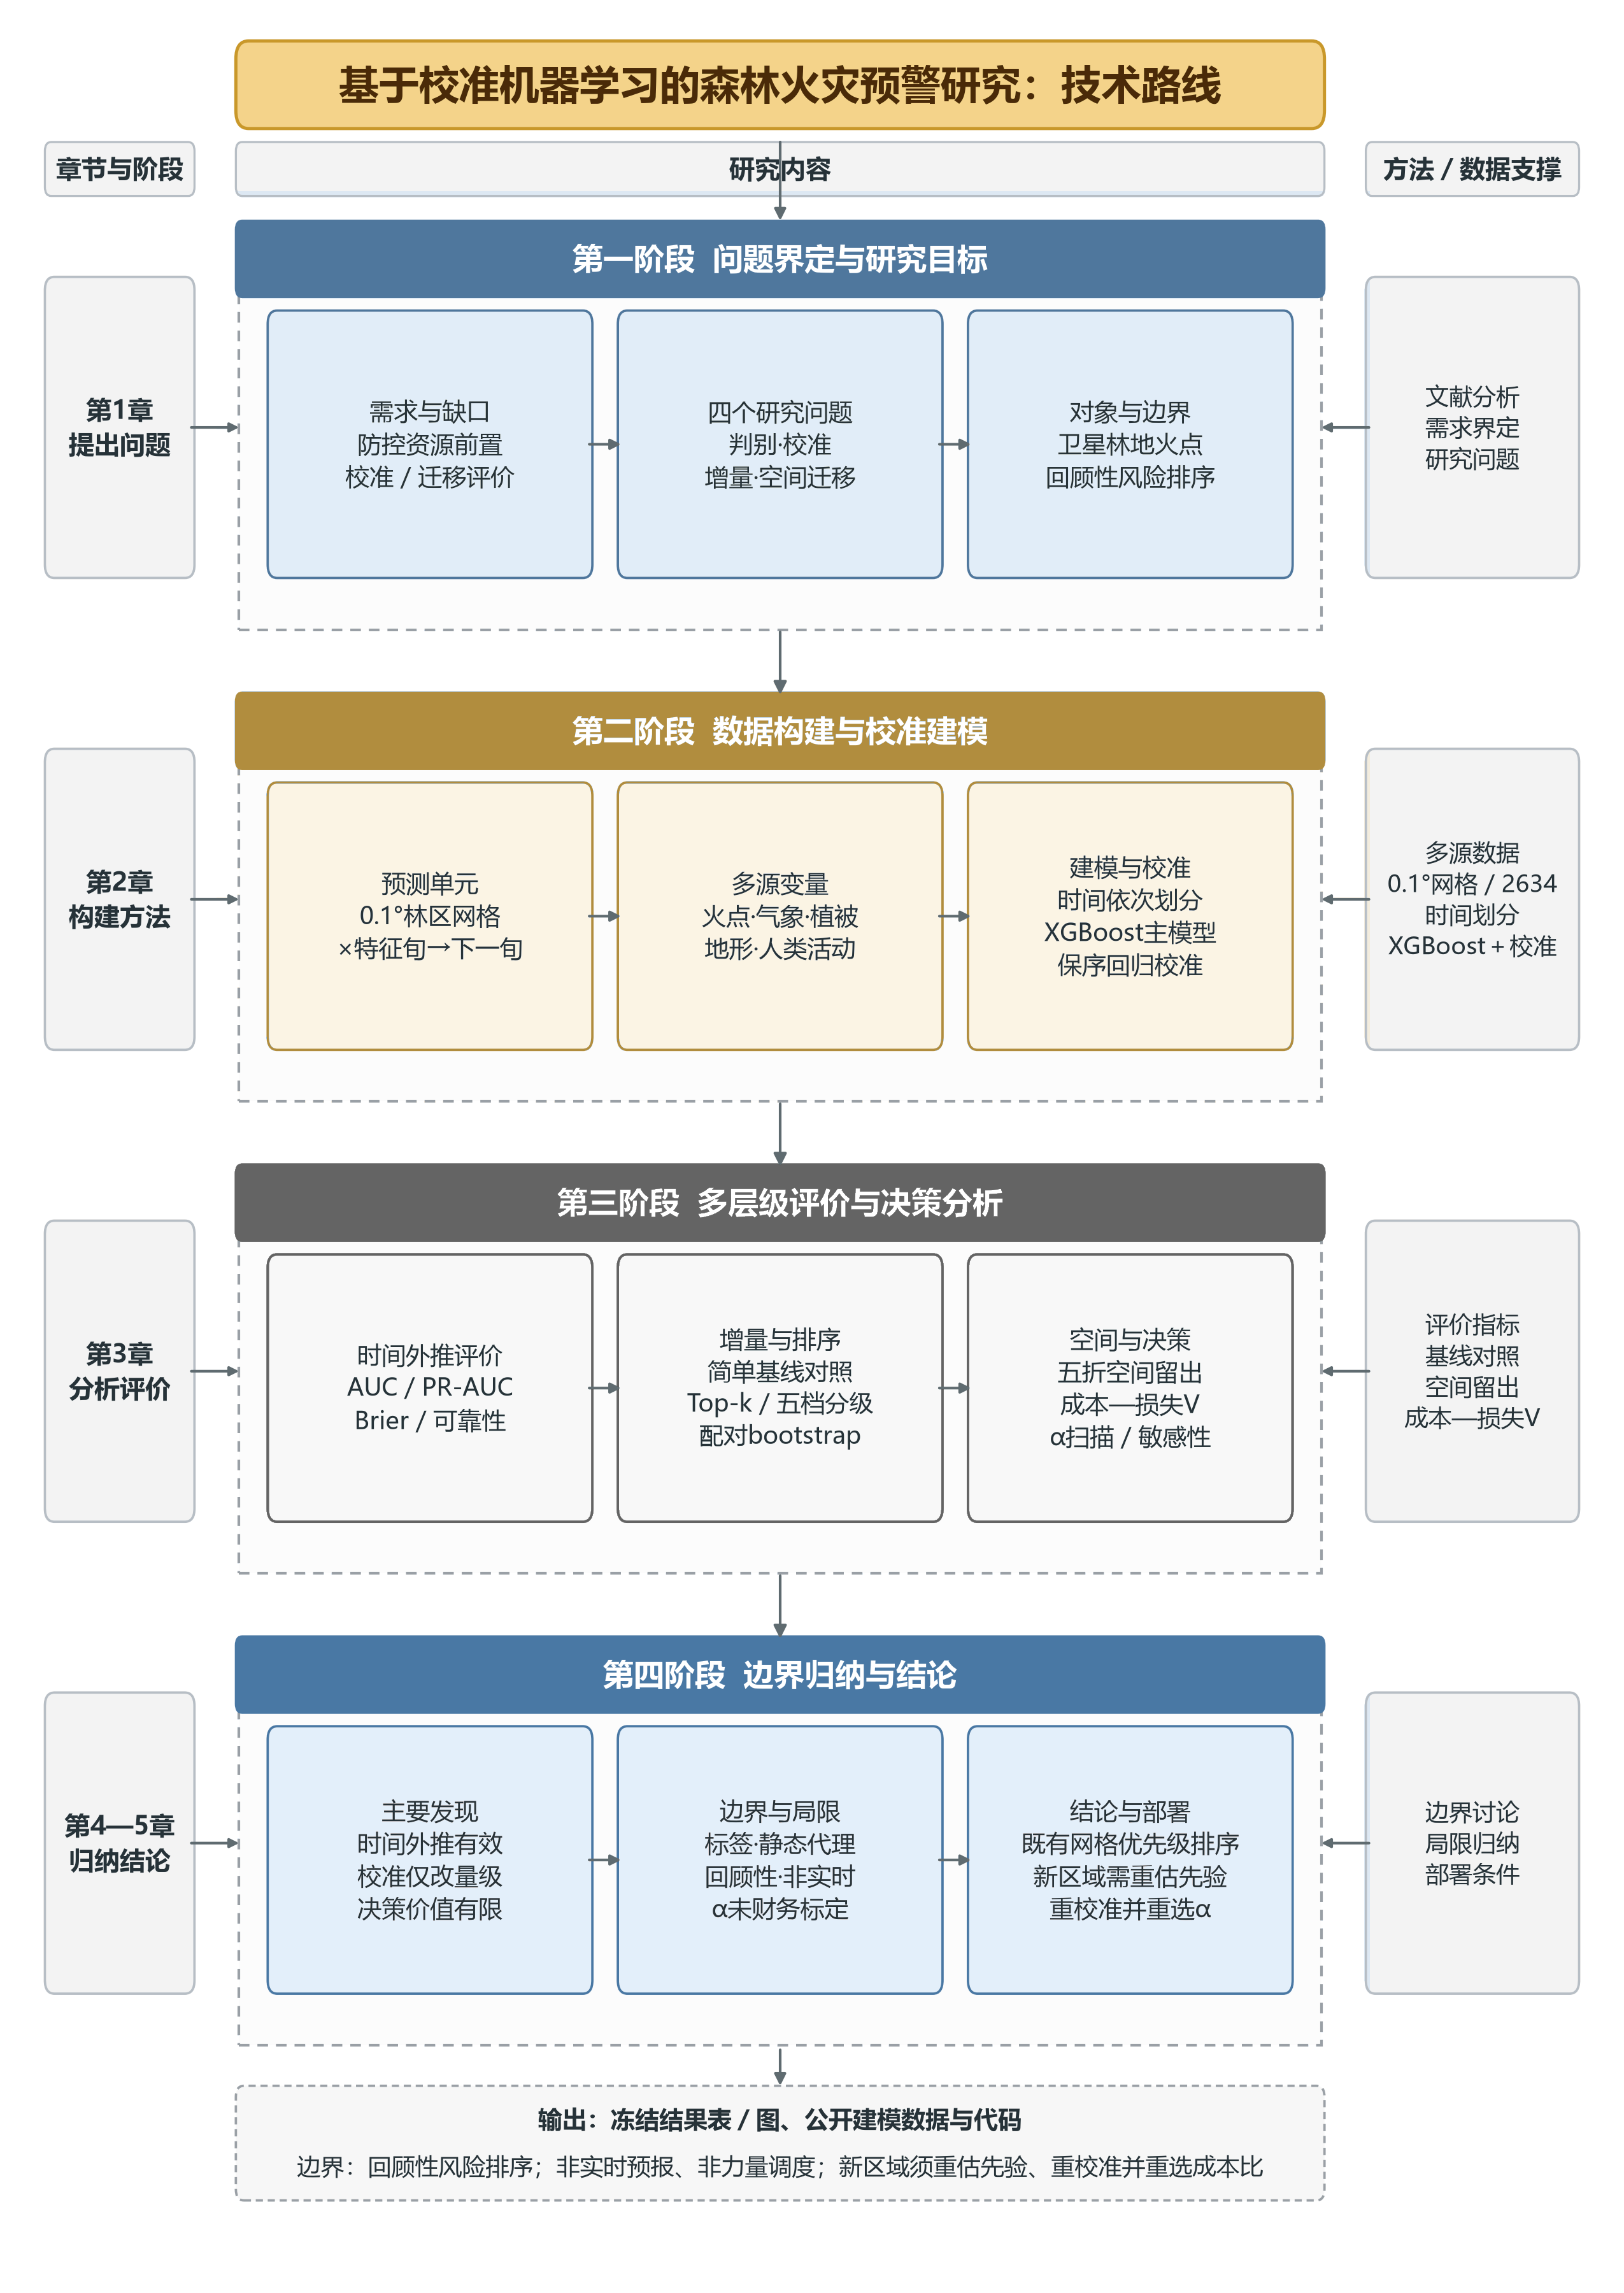 基于校准机器学习的森林火灾预警研究：技术路线
章节与阶段
研究内容
方法 / 数据支撑
第一阶段 问题界定与研究目标
第1章
提出问题
需求与缺口
防控资源前置
校准 / 迁移评价
四个研究问题
判别·校准
增量·空间迁移
对象与边界
卫星林地火点
回顾性风险排序
文献分析
需求界定
研究问题
第二阶段 数据构建与校准建模
第2章
构建方法
预测单元
0.1°林区网格
×特征旬→下一旬
多源变量
火点·气象·植被
地形·人类活动
建模与校准
时间依次划分
XGBoost主模型
保序回归校准
多源数据
0.1°网格 / 2634
时间划分
XGBoost + 校准
第三阶段 多层级评价与决策分析
第3章
分析评价
时间外推评价
AUC / PR-AUC
Brier / 可靠性
增量与排序
简单基线对照
Top-k / 五档分级
配对bootstrap
空间与决策
五折空间留出
成本—损失V
α扫描 / 敏感性
评价指标
基线对照
空间留出
成本—损失V
第四阶段 边界归纳与结论
第4—5章
归纳结论
主要发现
时间外推有效
校准仅改量级
决策价值有限
边界与局限
标签·静态代理
回顾性·非实时
α未财务标定
结论与部署
既有网格优先级排序
新区域需重估先验
重校准并重选α
边界讨论
局限归纳
部署条件
输出：冻结结果表 / 图、公开建模数据与代码
边界：回顾性风险排序；非实时预报、非力量调度；新区域须重估先验、重校准并重选成本比